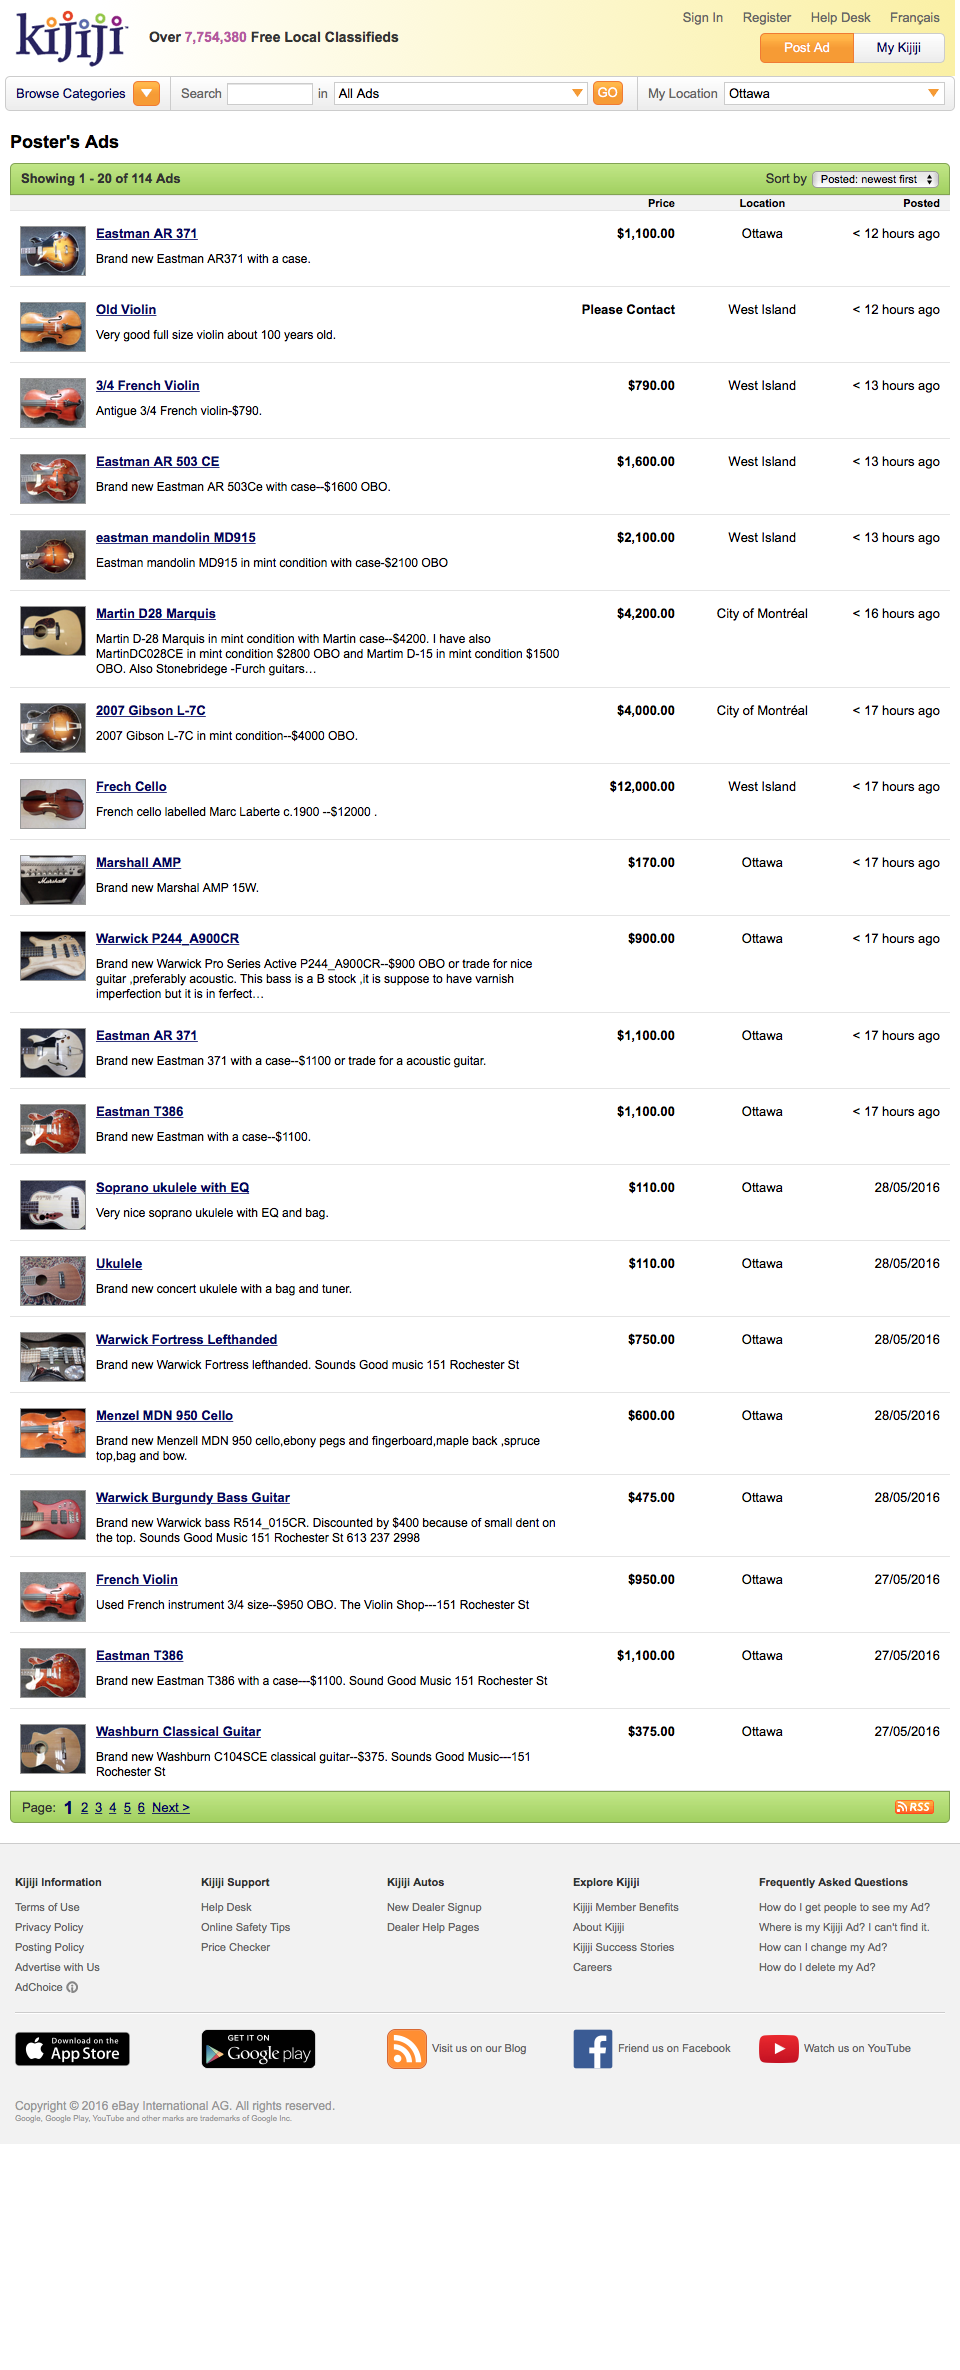 Sign In Register Help Desk Français
kijiji Over 7,754,380 Free Local Classifieds
Post Ad My Kijiji
Browse Categories Search in All Ads GO My Location Ottawa
Poster's Ads
Showing 1 - 20 of 114 Ads Sort by Posted: newest first
Price Location Posted
Eastman AR 371 $1,100.00 Ottawa < 12 hours ago
Brand new Eastman AR371 with a case.
Old Violin Please Contact West Island < 12 hours ago
Very good full size violin about 100 years old.
3/4 French Violin $790.00 West Island < 13 hours ago
Antigue 3/4 French violin-$790.
Eastman AR 503 CE $1,600.00 West Island < 13 hours ago
Brand new Eastman AR 503Ce with case--$1600 OBO.
eastman mandolin MD915 $2,100.00 West Island < 13 hours ago
Eastman mandolin MD915 in mint condition with case-$2100 OBO
Martin D28 Marquis $4,200.00 City of Montréal < 16 hours ago
Martin D-28 Marquis in mint condition with Martin case--$4200. I have also
MartinDC028CE in mint condition $2800 OBO and Martim D-15 in mint condition $1500
OBO. Also Stonebridege -Furch guitars…
2007 Gibson L-7C $4,000.00 City of Montréal < 17 hours ago
2007 Gibson L-7C in mint condition--$4000 OBO.
Frech Cello $12,000.00 West Island < 17 hours ago
French cello labelled Marc Laberte c.1900 --$12000 .
Marshall AMP $170.00 Ottawa < 17 hours ago
Marshall
Brand new Marshal AMP 15W.
Warwick P244_A900CR $900.00 Ottawa < 17 hours ago
Brand new Warwick Pro Series Active P244_A900CR--$900 OBO or trade for nice
guitar ,preferably acoustic. This bass is a B stock ,it is suppose to have varnish
imperfection but it is in ferfect…
Eastman AR 371 $1,100.00 Ottawa < 17 hours ago
Brand new Eastman 371 with a case--$1100 or trade for a acoustic guitar.
Eastman T386 $1,100.00 Ottawa < 17 hours ago
Brand new Eastman with a case--$1100.
Soprano ukulele with EQ $110.00 Ottawa 28/05/2016
Very nice soprano ukulele with EQ and bag.
Ukulele $110.00 Ottawa 28/05/2016
Brand new concert ukulele with a bag and tuner.
Warwick Fortress Lefthanded $750.00 Ottawa 28/05/2016
Brand new Warwick Fortress lefthanded. Sounds Good music 151 Rochester St
Menzel MDN 950 Cello $600.00 Ottawa 28/05/2016
Brand new Menzell MDN 950 cello,ebony pegs and fingerboard,maple back ,spruce
top,bag and bow.
Warwick Burgundy Bass Guitar $475.00 Ottawa 28/05/2016
Brand new Warwick bass R514_015CR. Discounted by $400 because of small dent on
the top. Sounds Good Music 151 Rochester St 613 237 2998
French Violin $950.00 Ottawa 27/05/2016
Used French instrument 3/4 size--$950 OBO. The Violin Shop---151 Rochester St
Eastman T386 $1,100.00 Ottawa 27/05/2016
Brand new Eastman T386 with a case---$1100. Sound Good Music 151 Rochester St
Washburn Classical Guitar $375.00 Ottawa 27/05/2016
Brand new Washburn C104SCE classical guitar--$375. Sounds Good Music---151
Rochester St
Page: 1 2 3 4 5 6 Next > RSS
Kijiji Information Kijiji Support Kijiji Autos Explore Kijiji Frequently Asked Questions
Terms of Use Help Desk New Dealer Signup Kijiji Member Benefits How do I get people to see my Ad?
Privacy Policy Online Safety Tips Dealer Help Pages About Kijiji Where is my Kijiji Ad? I can't find it.
Posting Policy Price Checker Kijiji Success Stories How can I change my Ad?
Advertise with Us Careers How do I delete my Ad?
AdChoice
Download on the App Store GET IT ON Google play Visit us on our Blog Friend us on Facebook Watch us on YouTube
Copyright © 2016 eBay International AG. All rights reserved.
Google, Google Play, YouTube and other marks are trademarks of Google Inc.